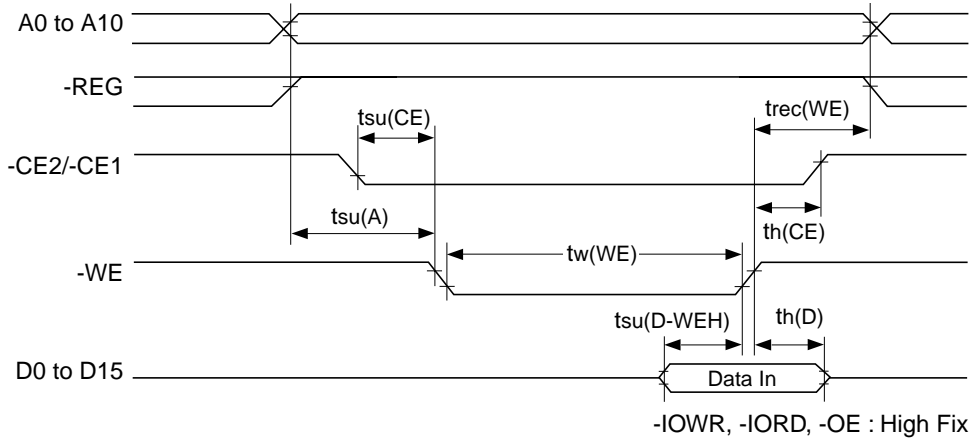 A0 to A10
-REG
tsu(CE)
trec(WE)
-CE2/-CE1
tsu(A)
th(CE)
-WE
tw(WE)
tsu(D-WEH)
th(D)
D0 to D15
Data In
-IOWR, -IORD, -OE : High Fix